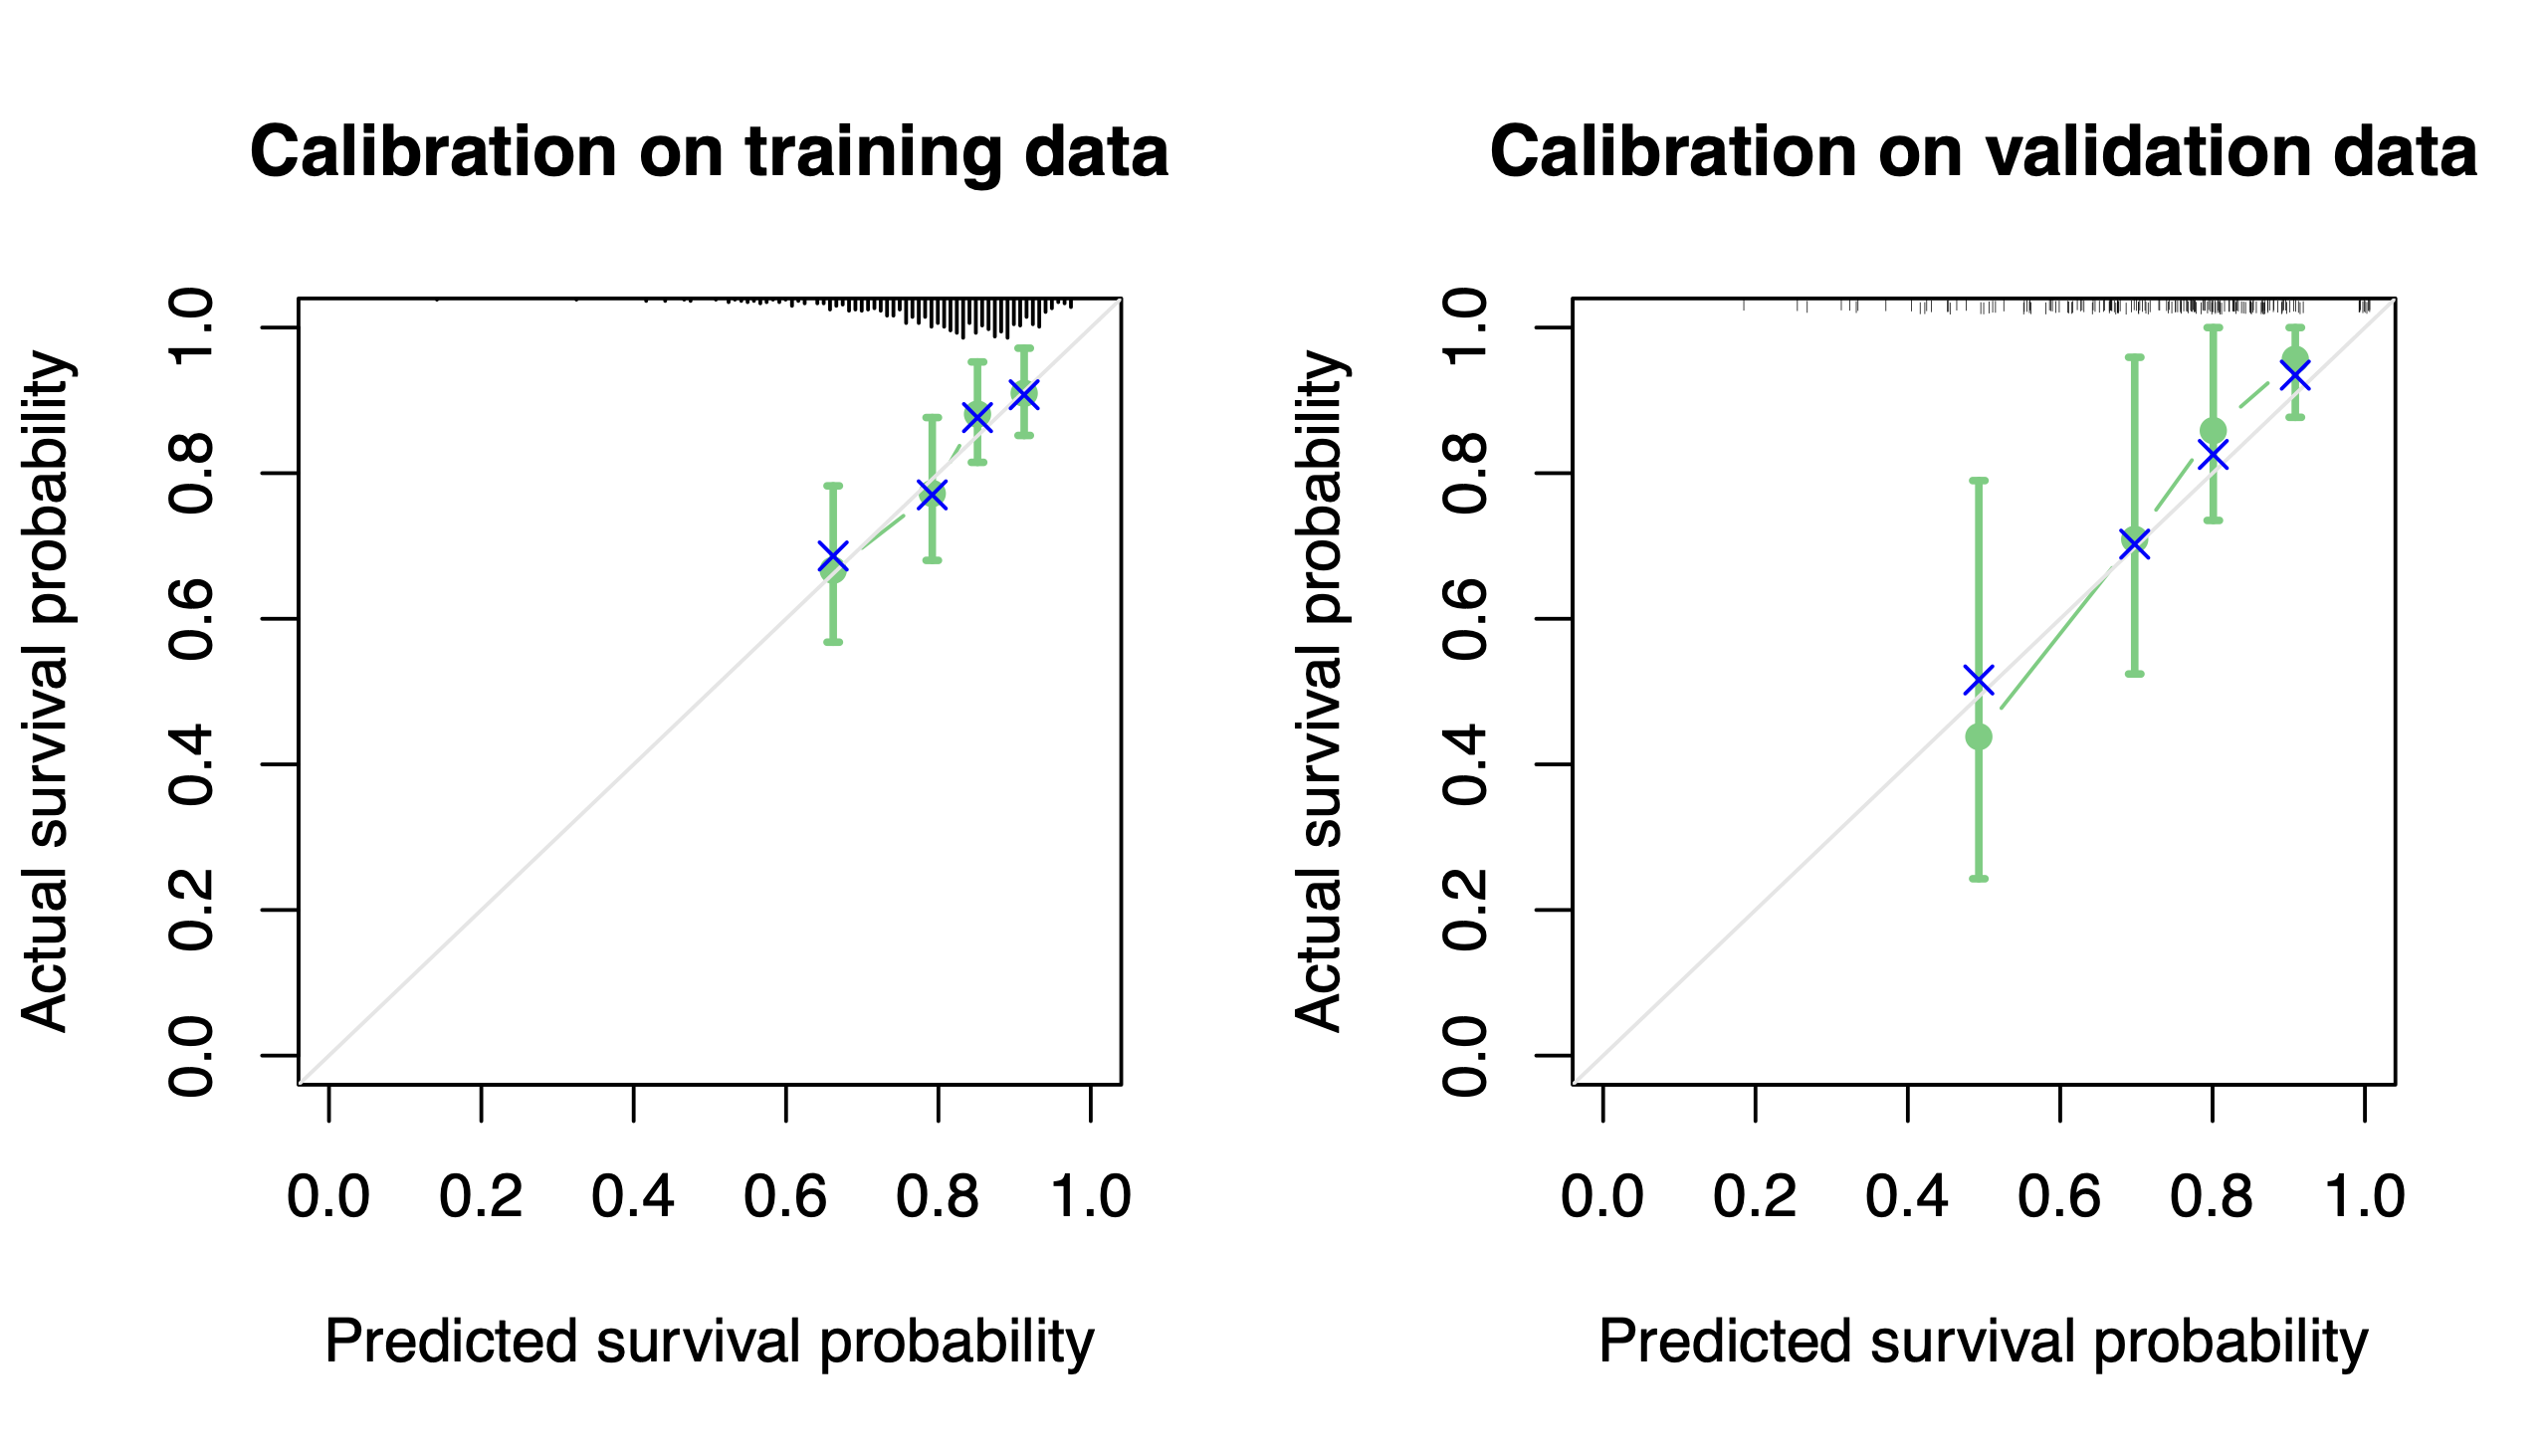 Calibration on training data
Actual survival probability
1.0
0.8
0.6
0.4
0.2
0.0
0.0 0.2 0.4 0.6 0.8 1.0
Predicted survival probability
Calibration on validation data
Actual survival probability
1.0
0.8
0.6
0.4
0.2
0.0
0.0 0.2 0.4 0.6 0.8 1.0
Predicted survival probability